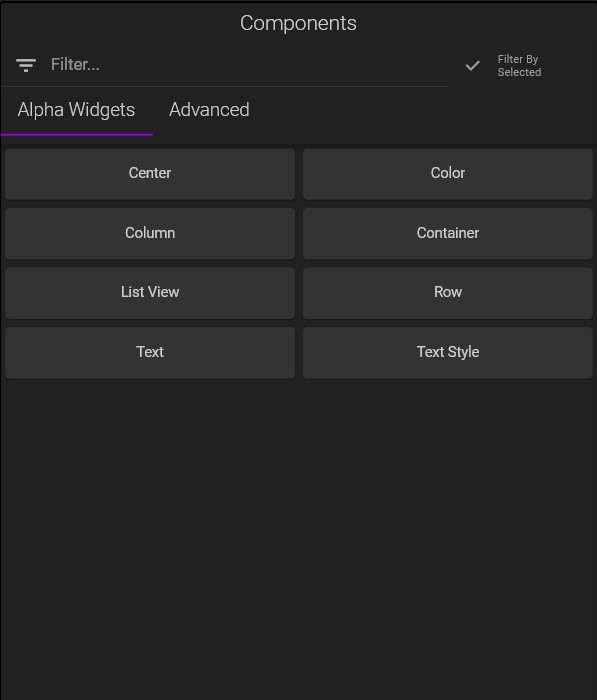 Components
Filter...
Filter By
Selected
Alpha Widgets
Advanced
Center
Color
Column
Container
List View
Row
Text
Text Style